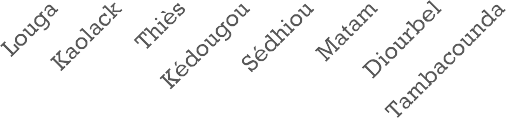 Louga
Kaolack
Thiès
Kédougou
Sédhiou
Matam
Diourbel
Tambacounda